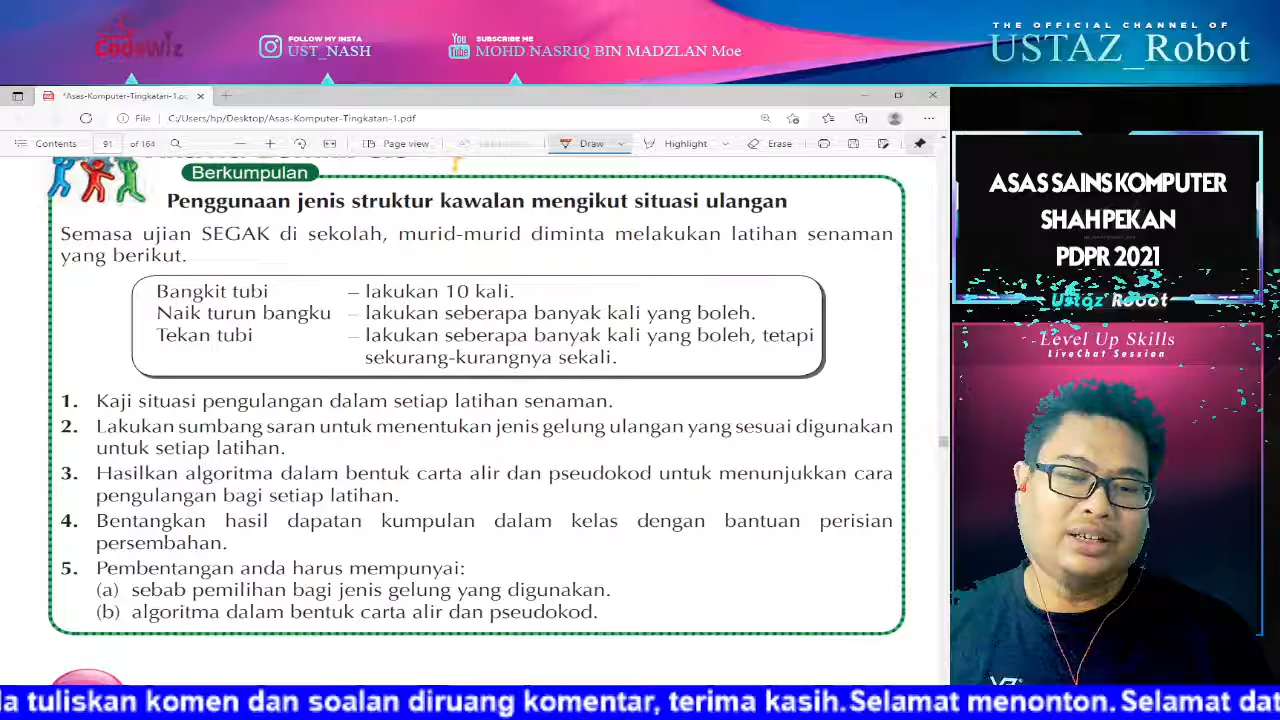 CodeWiz
FOLLOW MY INSTA
UST_NASH
You Tube
SUBSCRIBE ME
MOHD NASRIQ BIN MADZLAN Moe
THE OFFICIAL CHANNEL OF
USTAZ_Robot
*Asas-Komputer-Tingkatan-1.pc
File
C:/Users/hp/Desktop/Asas-Komputer-Tingkatan-1.pdf
Contents
91 of 164
Page view
Draw
Highlight
Erase
Berkumpulan
Penggunaan jenis struktur kawalan mengikut situasi ulangan
Semasa ujian SEGAK di sekolah, murid-murid diminta melakukan latihan senaman
yang berikut.
Bangkit tubi – lakukan 10 kali.
Naik turun bangku – lakukan seberapa banyak kali yang boleh.
Tekan tubi – lakukan seberapa banyak kali yang boleh, tetapi
sekurang-kurangnya sekali.
1. Kaji situasi pengulangan dalam setiap latihan senaman.
2. Lakukan sumbang saran untuk menentukan jenis gelung ulangan yang sesuai digunakan
untuk setiap latihan.
3. Hasilkan algoritma dalam bentuk carta alir dan pseudokod untuk menunjukkan cara
pengulangan bagi setiap latihan.
4. Bentangkan hasil dapatan kumpulan dalam kelas dengan bantuan perisian
persembahan.
5. Pembentangan anda harus mempunyai:
(a) sebab pemilihan bagi jenis gelung yang digunakan.
(b) algoritma dalam bentuk carta alir dan pseudokod.
ASAS SAINS KOMPUTER
SHAH PEKAN
PDPR 2021
Ustaz Robot
Level Up Skills
LiveChat Session
la tuliskan komen dan soalan diruang komentar, terima kasih. Selamat menonton. Selamat dat